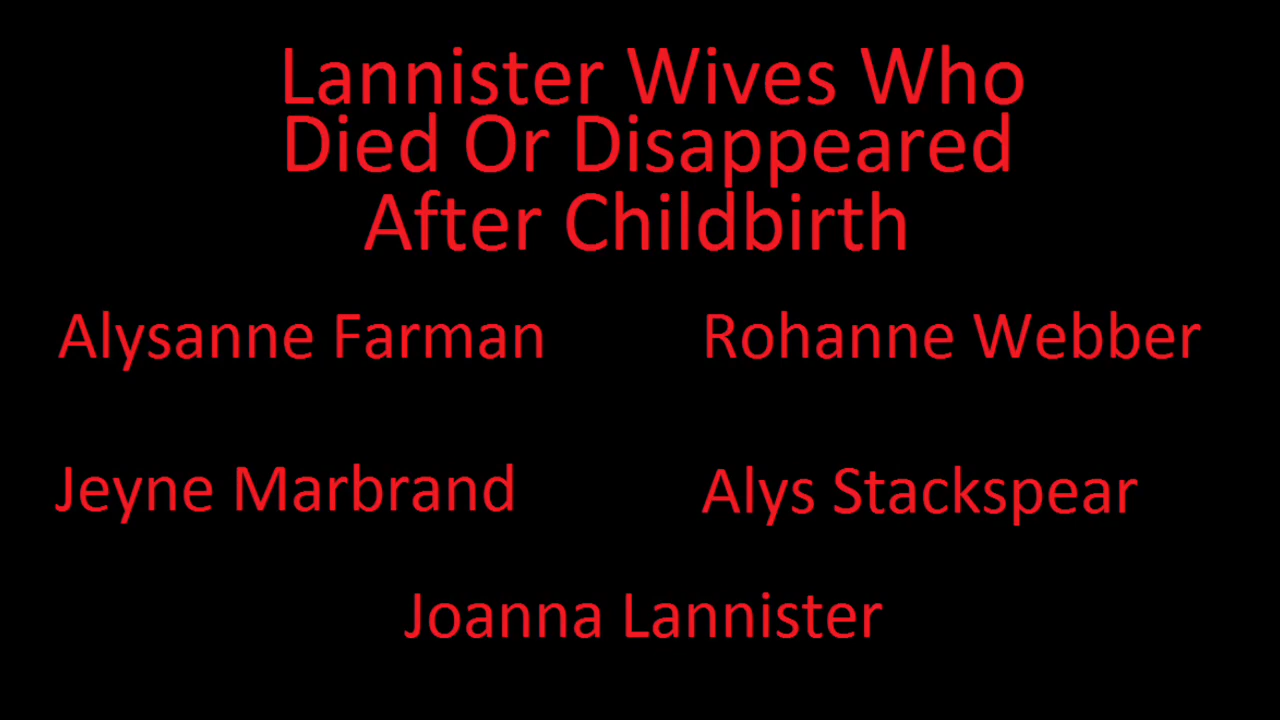 Lannister Wives Who
Died Or Disappeared
After Childbirth
Alysanne Farman
Rohanne Webber
Jeyne Marbrand
Alys Stackspear
Joanna Lannister